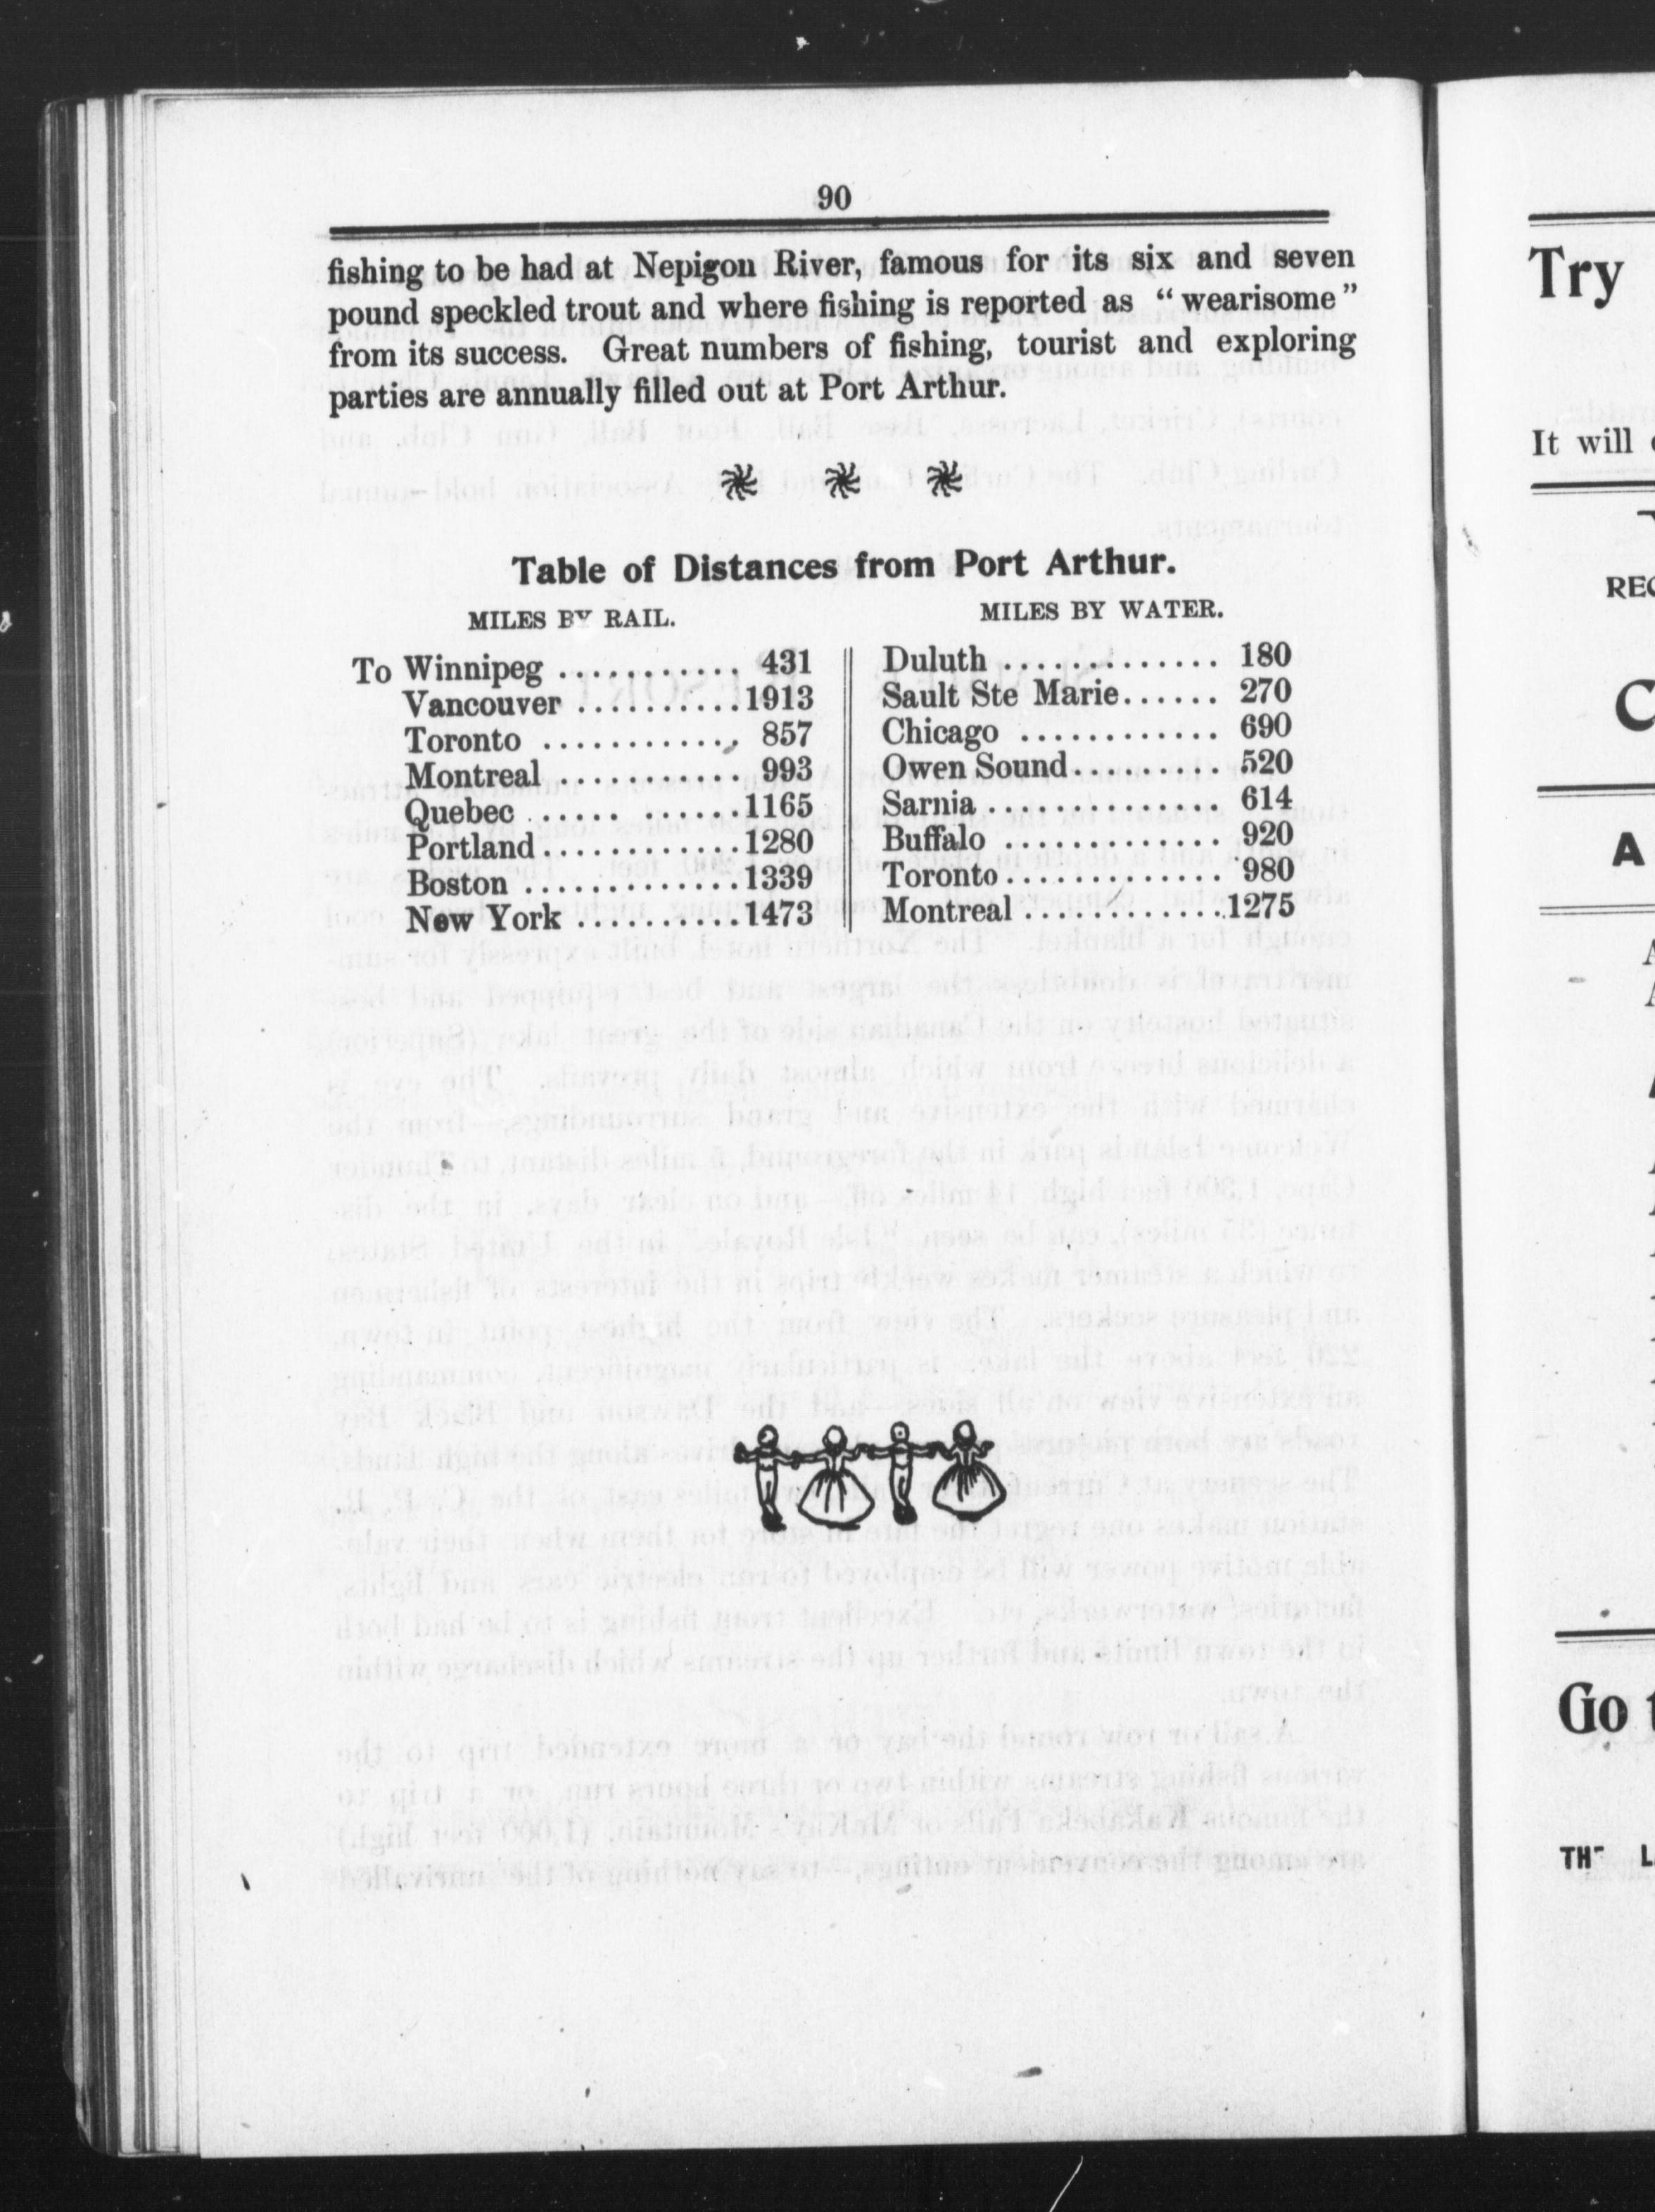 90
fishing to be had at Nepigon River, famous for its six and seven
pound speckled trout and where fishing is reported as “ wearisome ”
from its success. Great numbers of fishing, tourist and exploring
parties are annually filled out at Port Arthur.
Table of Distances from Port Arthur.
MILES BY RAIL.
To Winnipeg ........... 431
Vancouver ..........1913
Toronto ............ 857
Montreal ........... 993
Quebec ...... ......1165
Portland............1280
Boston .............1339
New York ..........1473
MILES BY WATER.
Duluth ............. 180
Sault Ste Marie...... 270
Chicago ............ 690
Owen Sound......... 520
Sarnia .............. 614
Buffalo ............. 920
Toronto............. 980
Montreal ............1275
Try
It will
REC
C
A
Go t
L